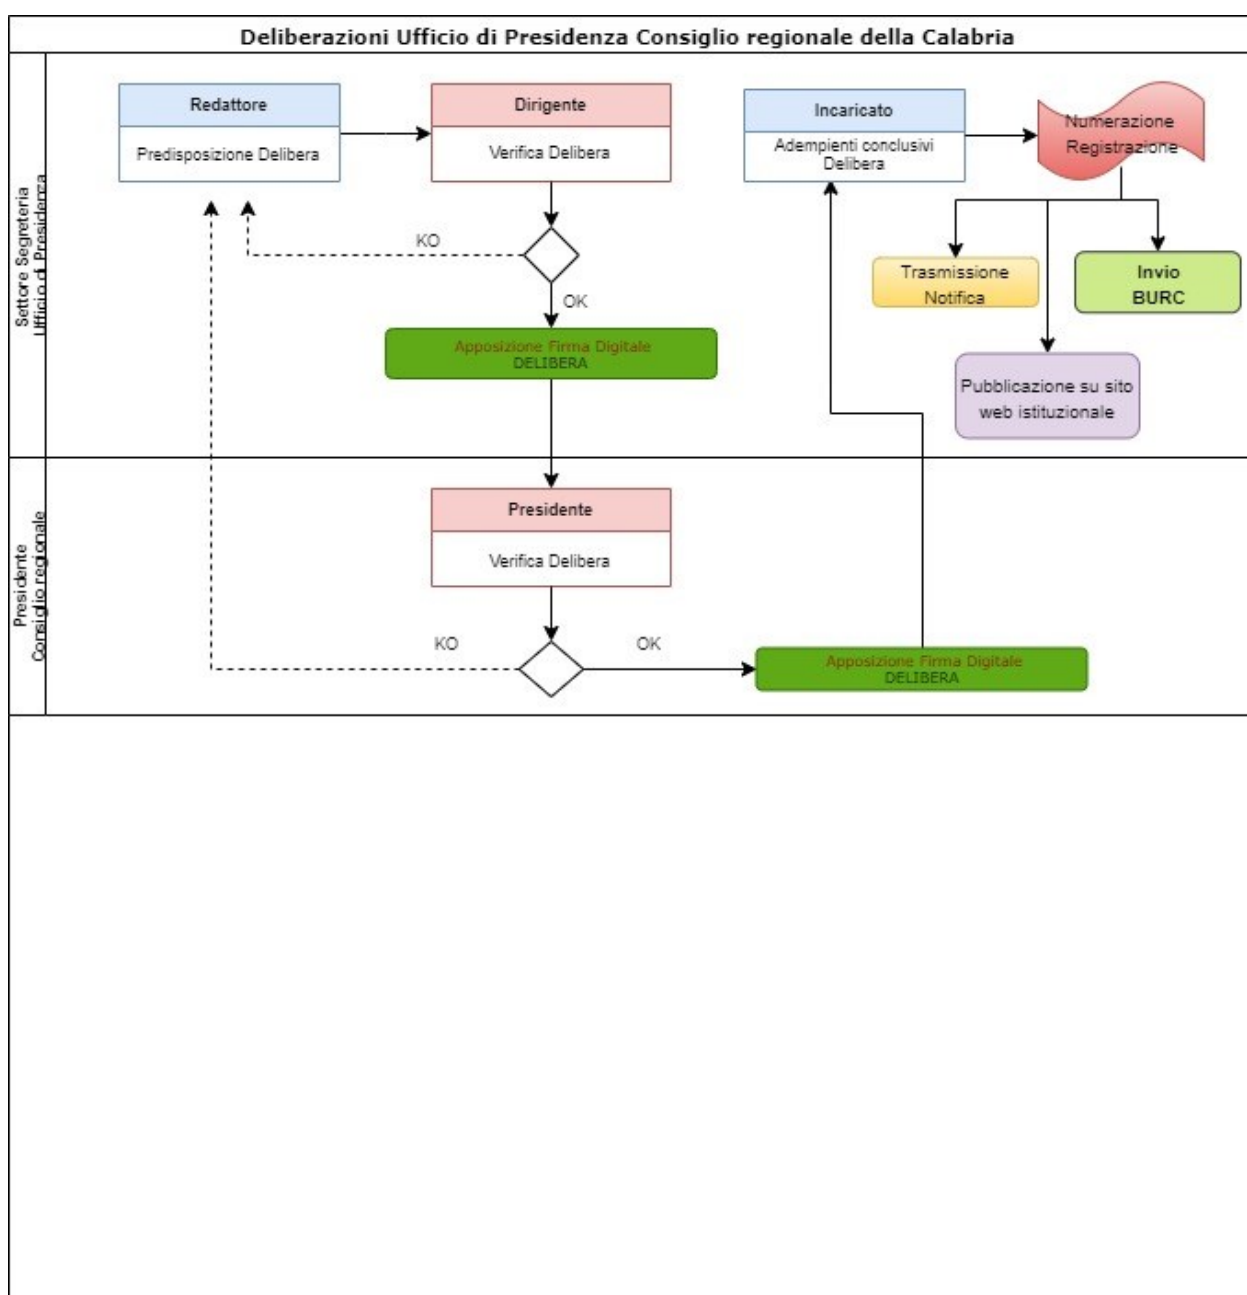 Deliberazioni Ufficio di Presidenza Consiglio regionale della Calabria
Settore Segreteria
Ufficio di Presidenza
Redattore
Predisposizione Delibera
Dirigente
Verifica Delibera
KO
OK
Apposizione Firma Digitale
DELIBERA
Incaricato
Adempienti conclusivi
Delibera
Numerazione
Registrazione
Trasmissione
Notifica
Invio
BURC
Pubblicazione su sito
web istituzionale
Presidente
Consiglio regionale
Presidente
Verifica Delibera
KO
OK
Apposizione Firma Digitale
DELIBERA